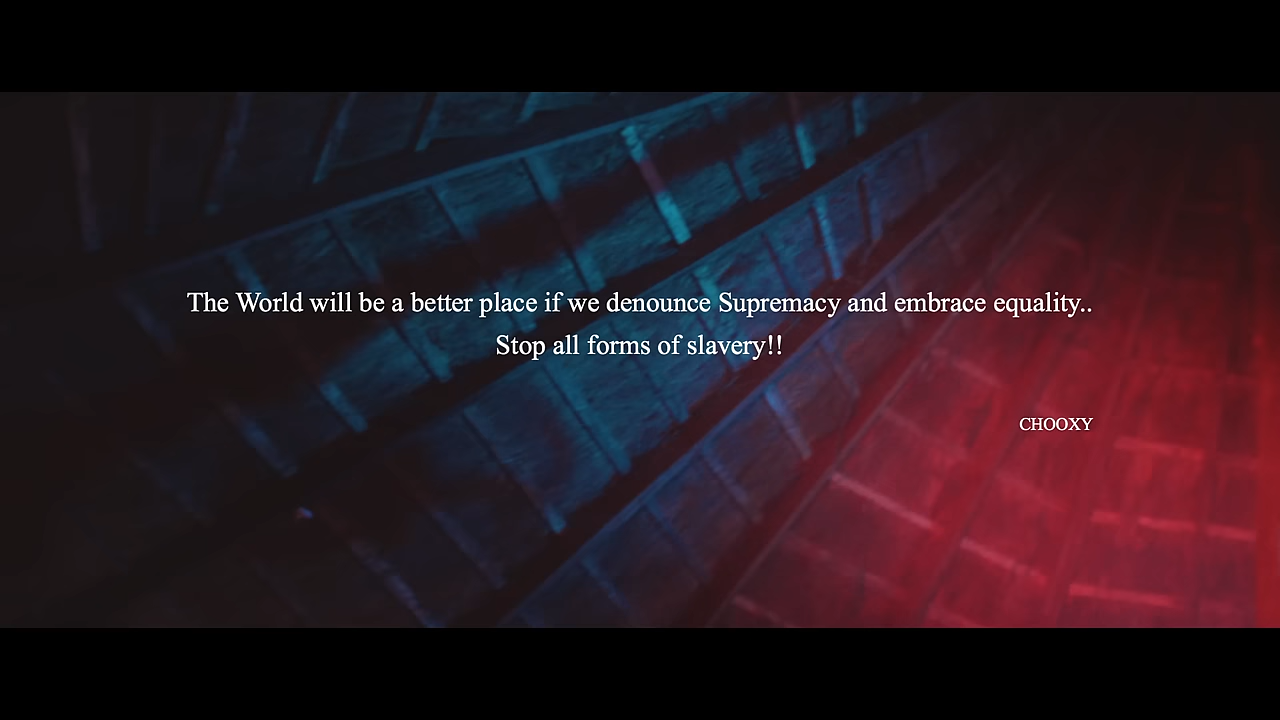 The World will be a better place if we denounce Supremacy and embrace equality..
Stop all forms of slavery!!
CHOOXY